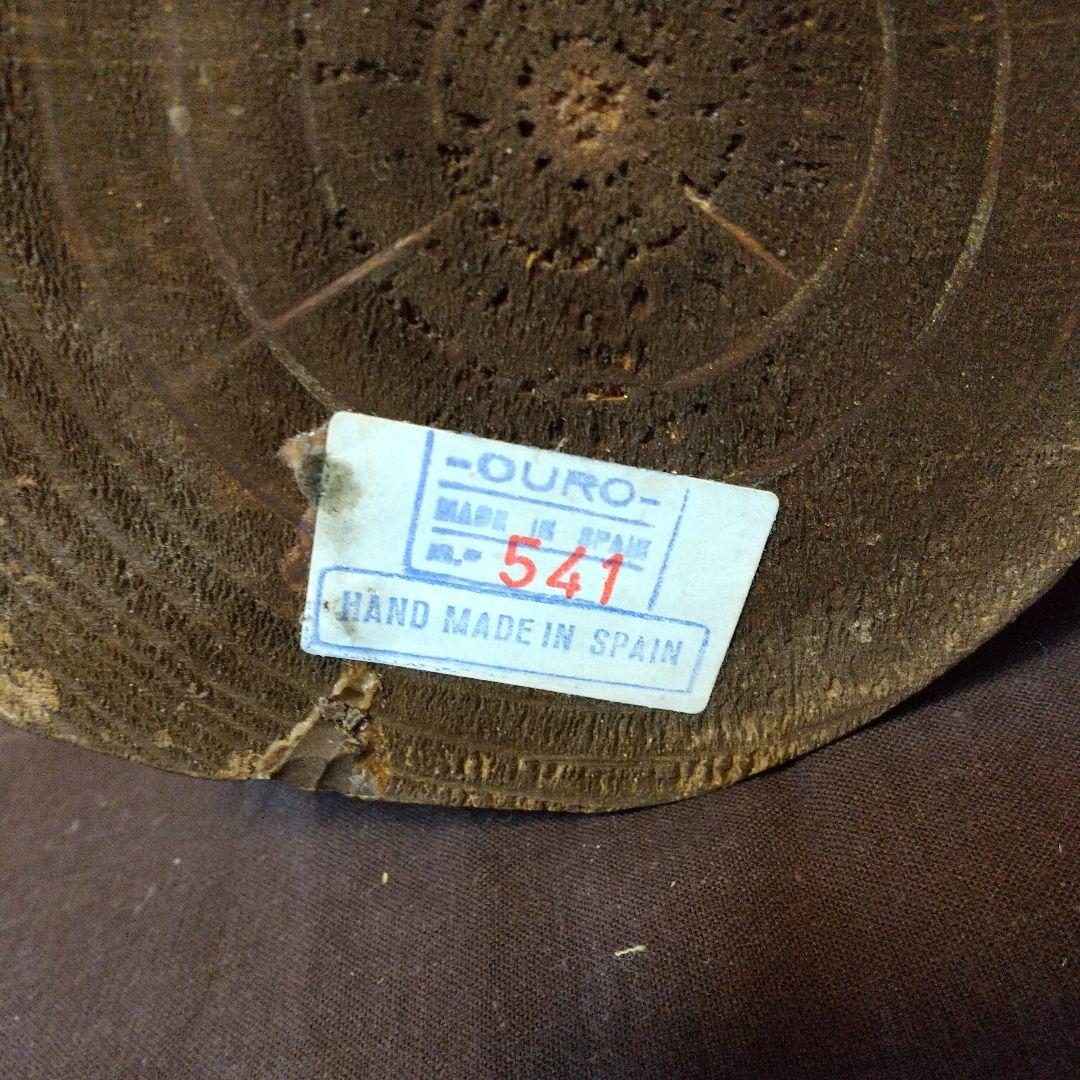 -OURO-
MADE IN SPAIN
541
HAND MADE IN SPAIN